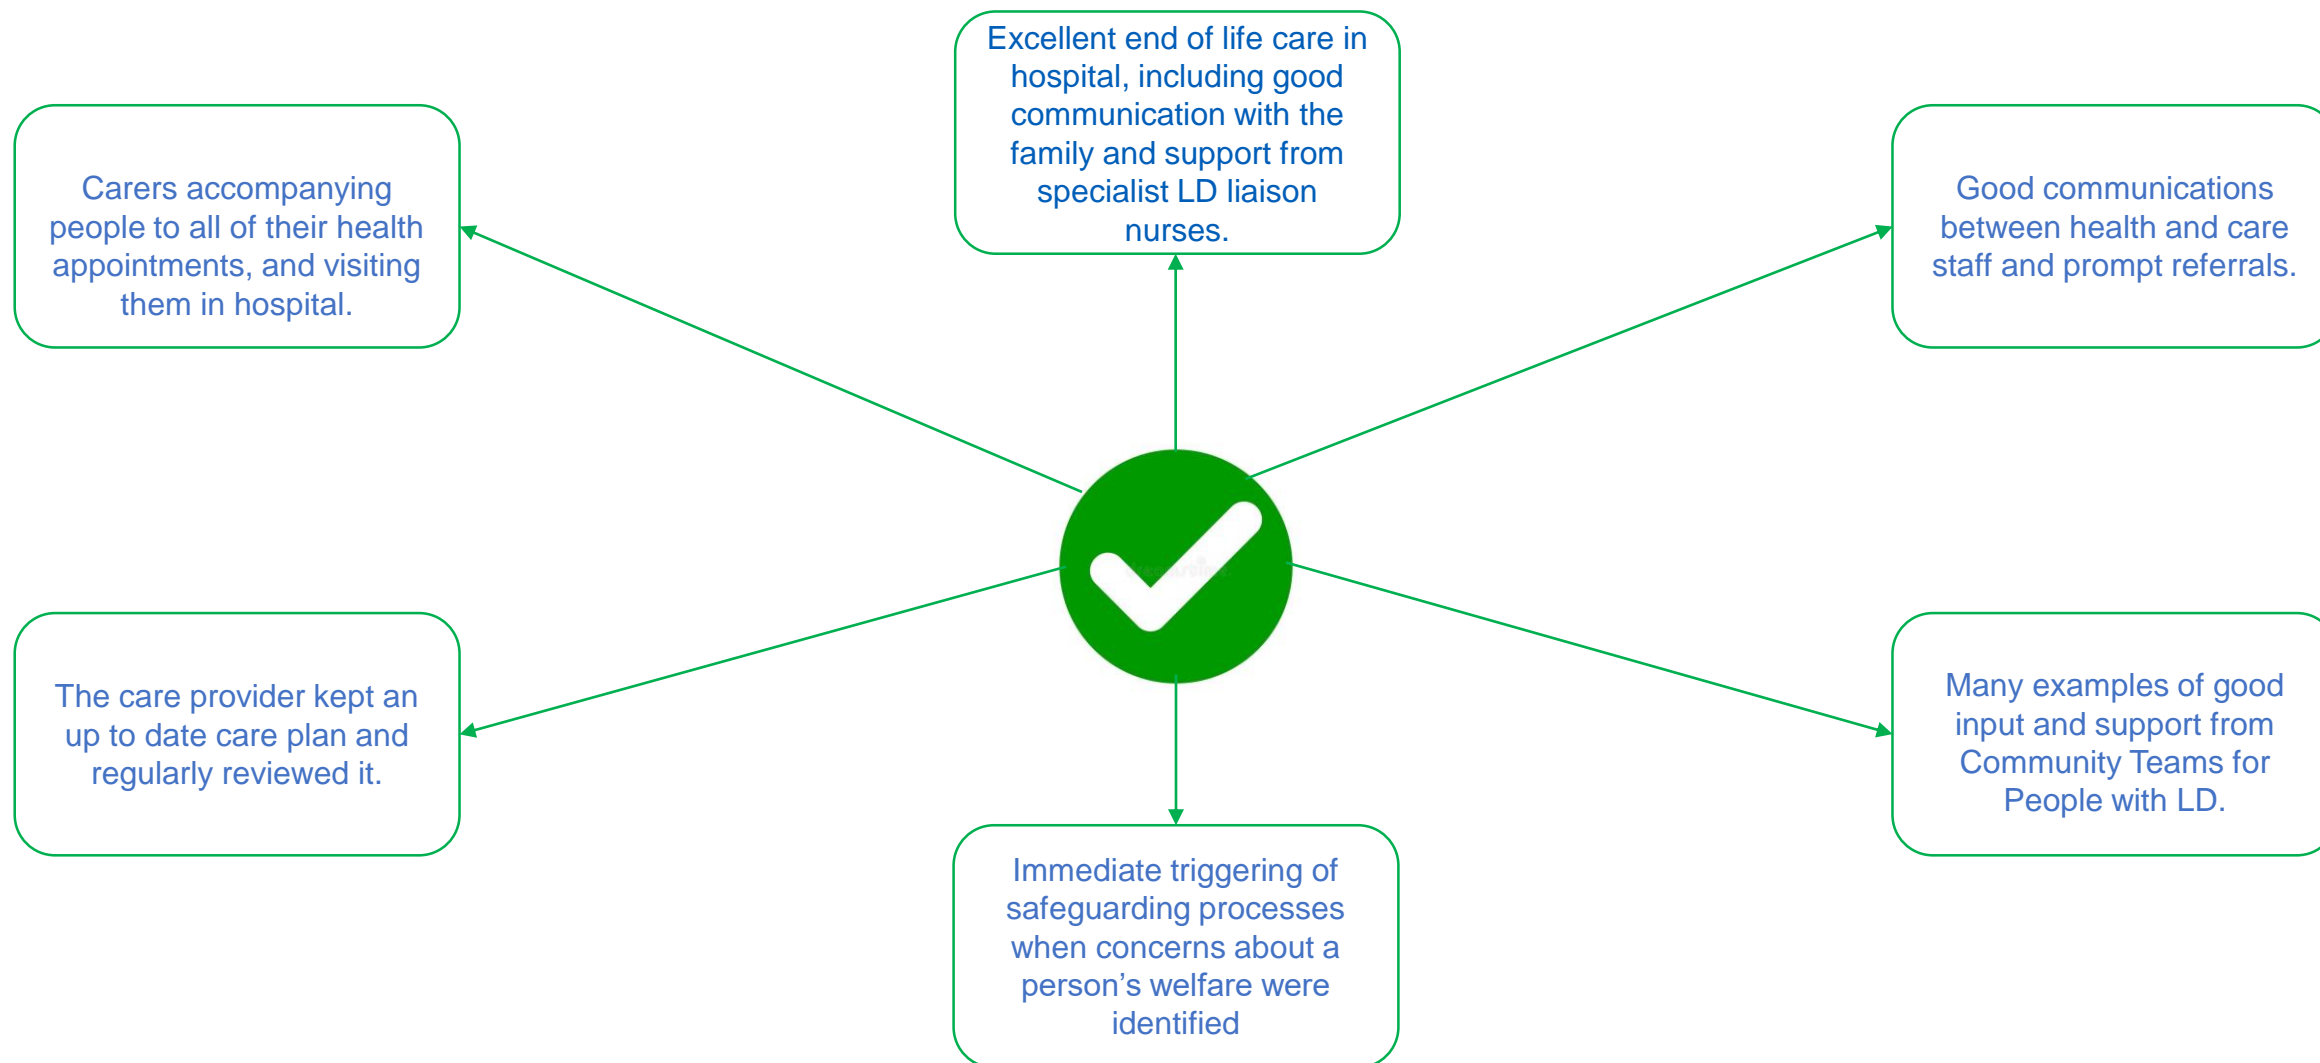 Excellent end of life care in
hospital, including good
communication with the
family and support from
specialist LD liaison
nurses.
Carers accompanying
people to all of their health
appointments, and visiting
them in hospital.
Good communications
between health and care
staff and prompt referrals.
The care provider kept an
up to date care plan and
regularly reviewed it.
Many examples of good
input and support from
Community Teams for
People with LD.
Immediate triggering of
safeguarding processes
when concerns about a
person’s welfare were
identified